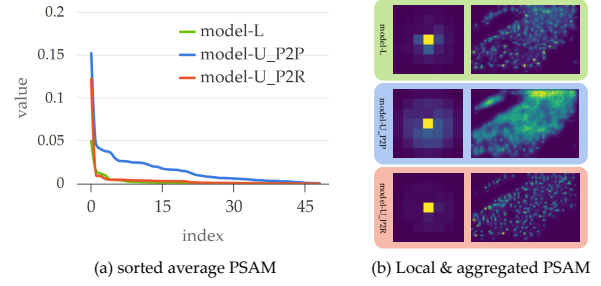 0.2
0.15
0.1
0.05
0
value
model-L
model-U_P2P
model-U_P2R
0
15
30
45
index
(a) sorted average PSAM
model-L
model-U_P2P
model-U_P2R
(b) Local & aggregated PSAM